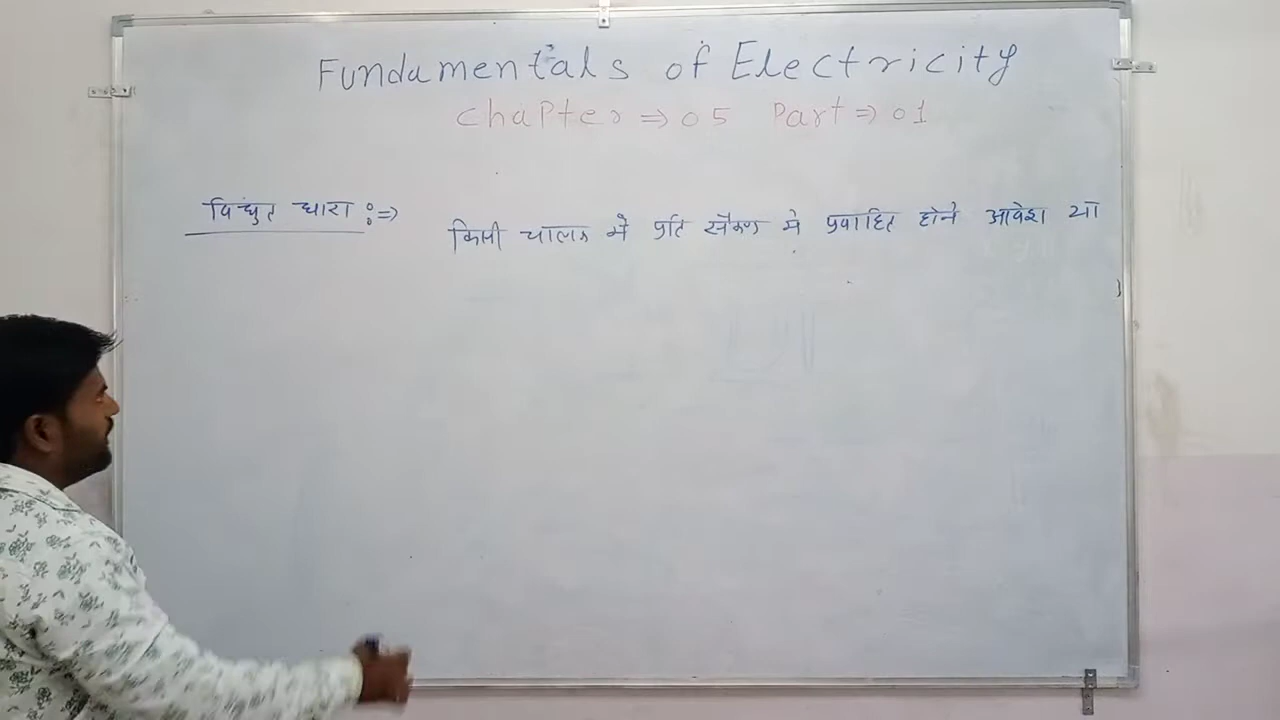 Fundamentals of Electricity
Chapter ⇒ 05 Part ⇒ 01
विद्युत धारा :⇒ किसी चालक में प्रति सैकण्ड मे प्रवाहित होने आवेश या